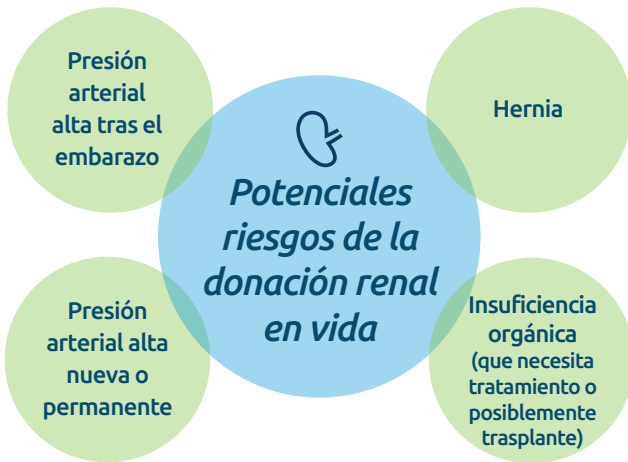 Presión
arterial
alta tras el
embarazo
Hernia
Potenciales
riesgos de la
donación renal
en vida
Presión
arterial alta
nueva o
permanente
Insuficiencia
orgánica
(que necesita
tratamiento o
posiblemente
trasplante)